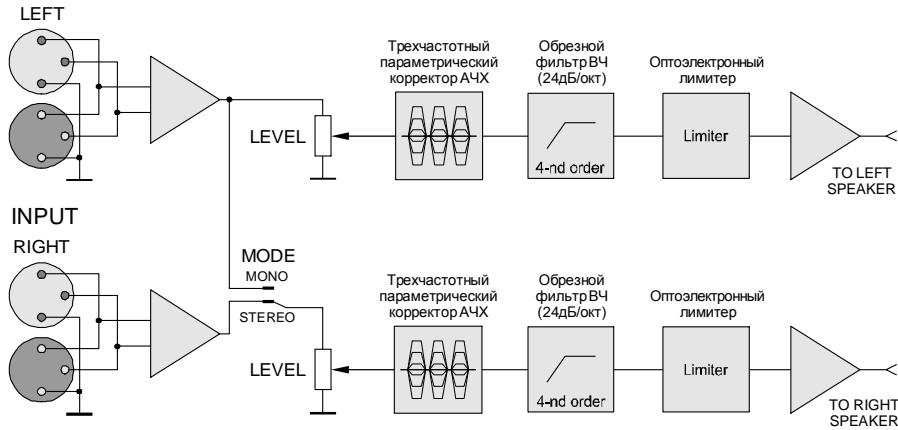 LEFT
Трехчастотный
параметрический
корректор АЧХ
Обрезной
фильтр ВЧ
(24дБ/окт)
Оптоэлектронный
лимитер
LEVEL
4-nd order
Limiter
TO LEFT
SPEAKER
INPUT
RIGHT
MODE
MONO
STEREO
Трехчастотный
параметрический
корректор АЧХ
Обрезной
фильтр ВЧ
(24дБ/окт)
Оптоэлектронный
лимитер
LEVEL
4-nd order
Limiter
TO RIGHT
SPEAKER